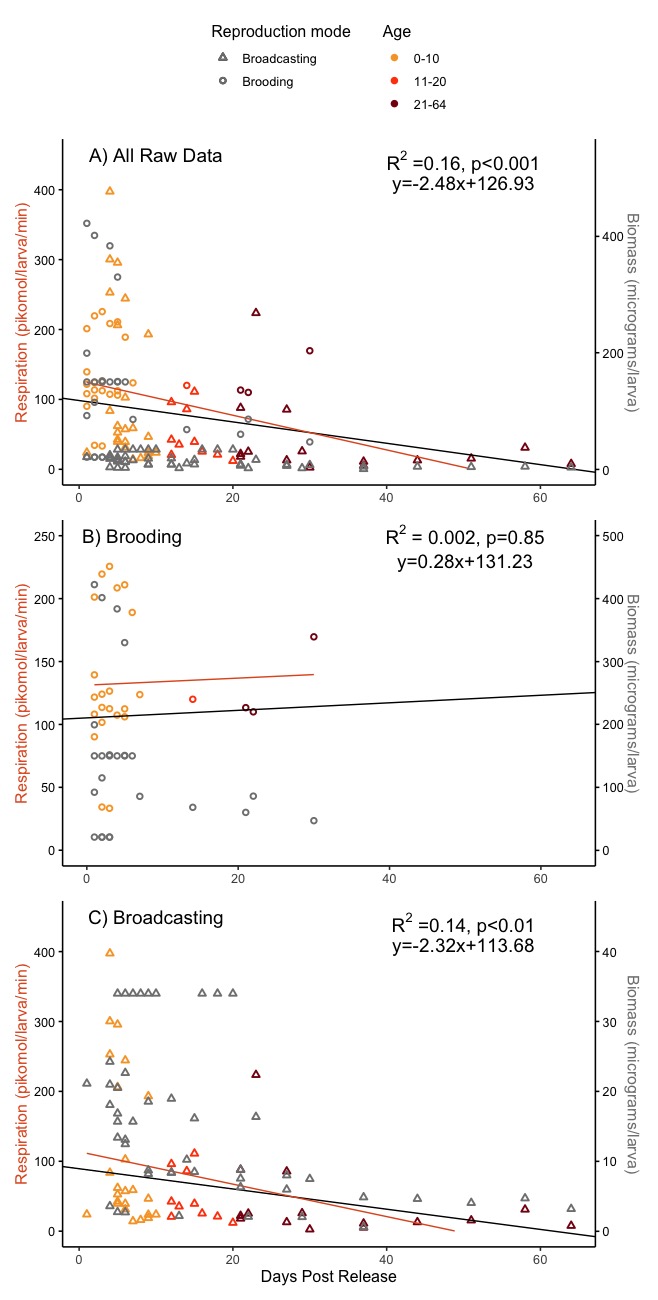 Reproduction mode
Broadcasting
Brooding
Age
0-10
11-20
21-64
A) All Raw Data
R2 =0.16, p<0.001
y=-2.48x+126.93
Respiration (pikomol/larva/min)
400
300
200
100
0
Biomass (micrograms/larva)
400
200
0
0 20 40 60
B) Brooding
R2 = 0.002, p=0.85
y=0.28x+131.23
Respiration (pikomol/larva/min)
250
200
150
100
50
0
Biomass (micrograms/larva)
500
400
300
200
100
0
0 20 40 60
C) Broadcasting
R2 =0.14, p<0.01
y=-2.32x+113.68
Respiration (pikomol/larva/min)
400
300
200
100
0
Biomass (micrograms/larva)
40
30
20
10
0
0 20 40 60
Days Post Release